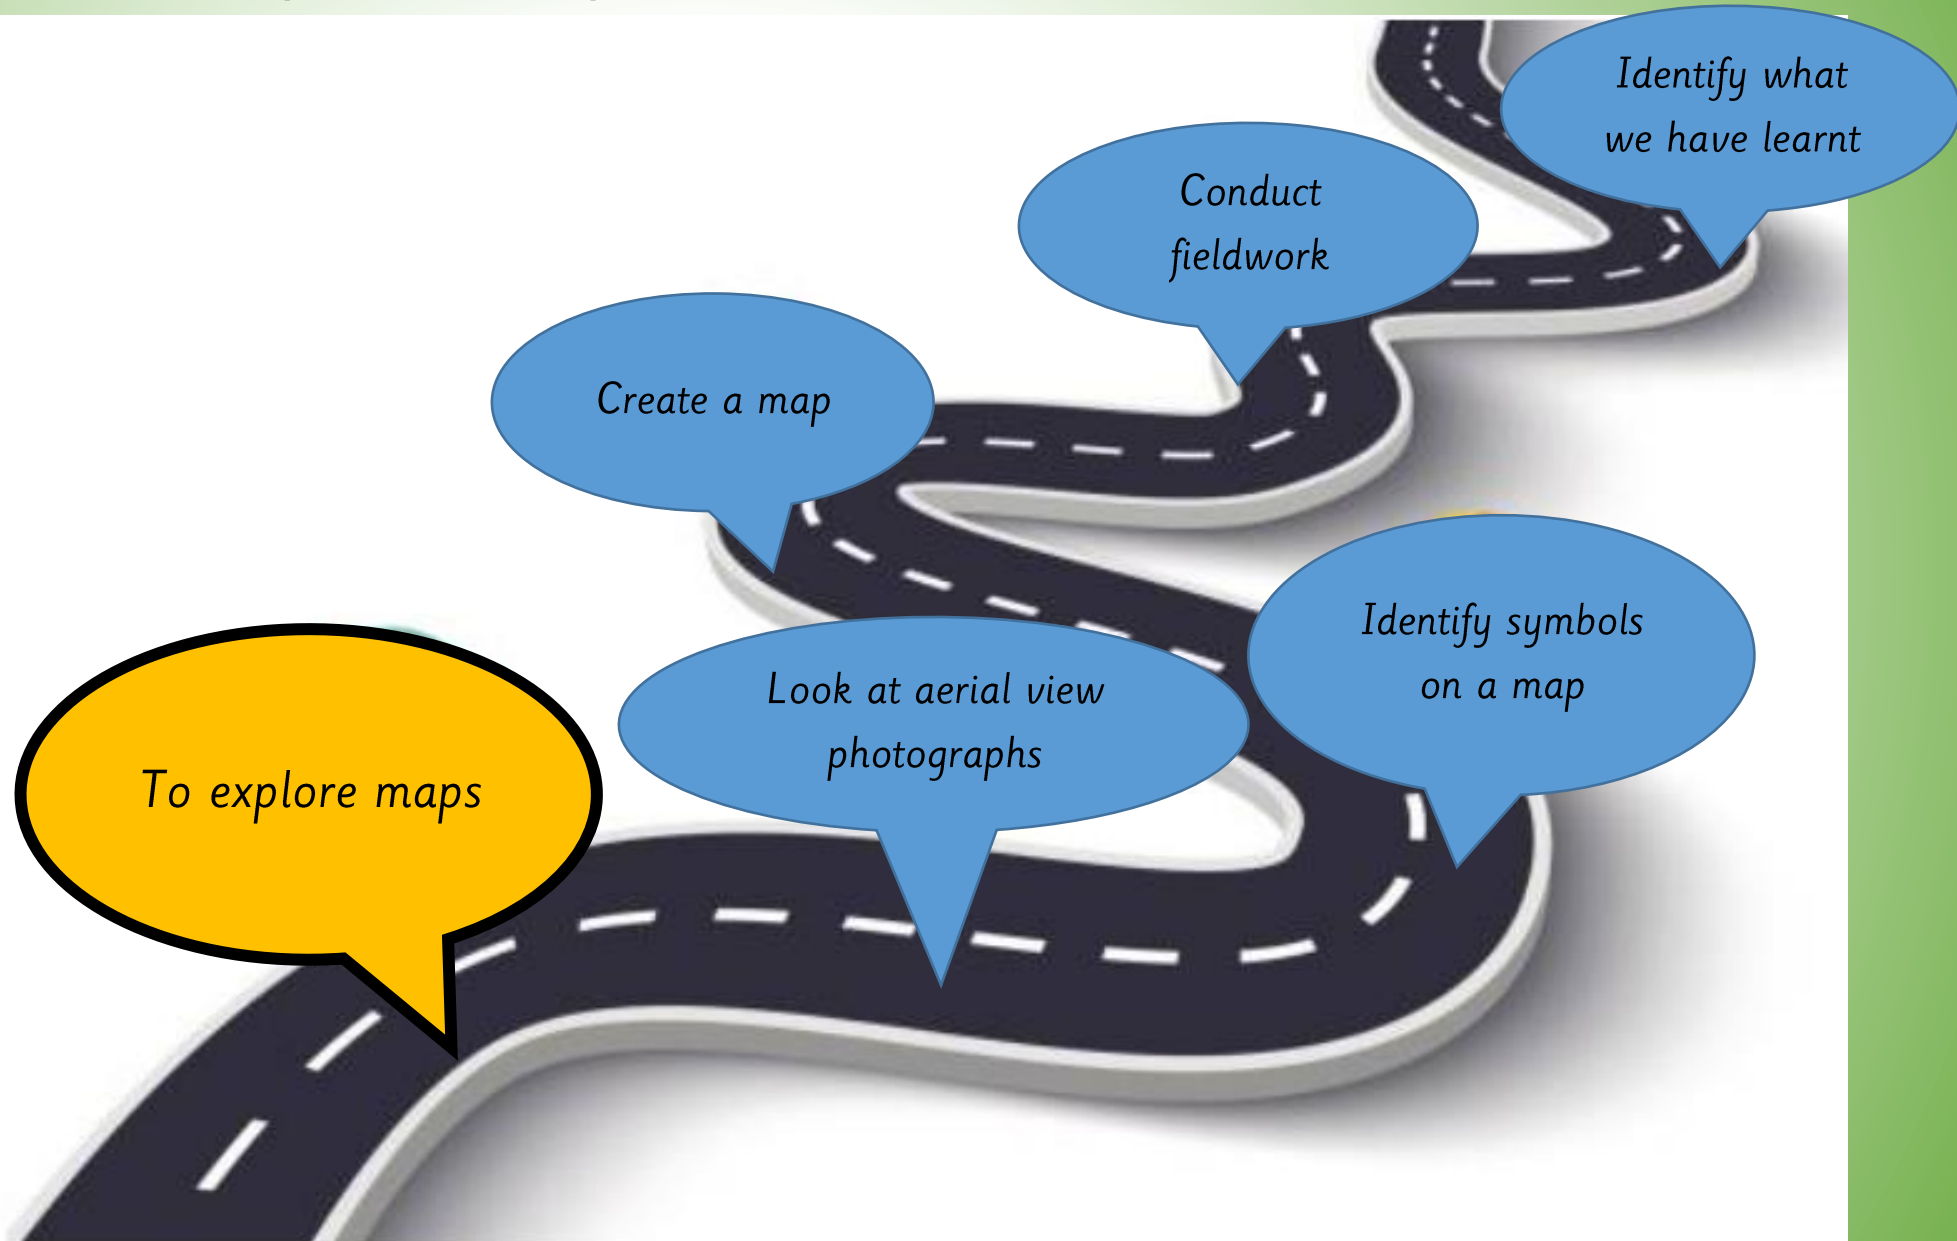 Identify what
we have learnt
Conduct
fieldwork
Create a map
Identify symbols
on a map
Look at aerial view
photographs
To explore maps